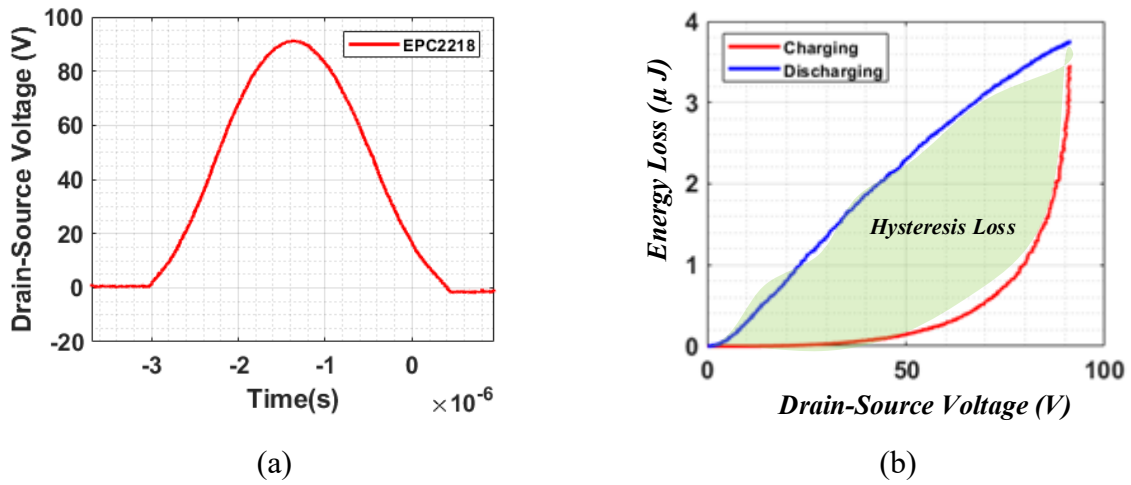 100
80
60
40
20
0
-20
Drain-Source Voltage (V)
EPC2218
-3
-2
-1
0
Time(s)
×10⁻⁶
(a)
4
3
2
1
0
Energy Loss (μ J)
Charging
Discharging
Hysteresis Loss
0
50
100
Drain-Source Voltage (V)
(b)